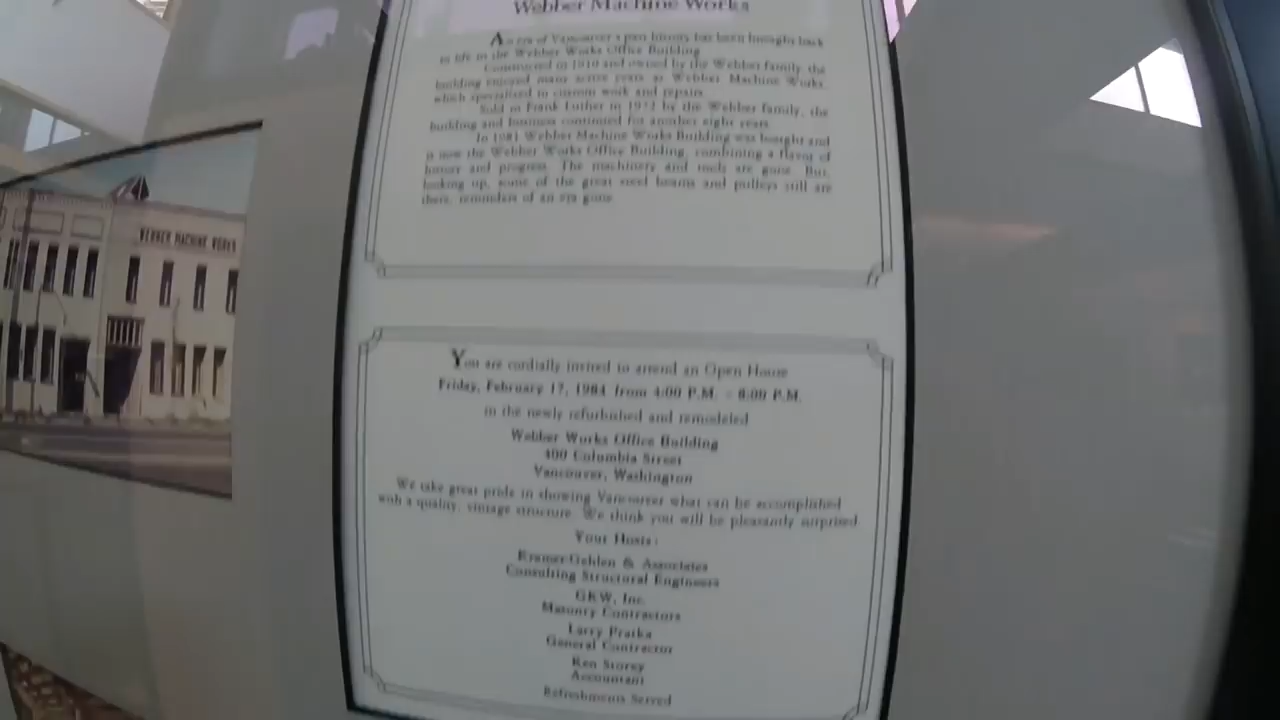 Webber Machine Works
An era of Vancouver's past history has been brought back
to life in the Webber Works Office Building.
Constructed in 1910 and owned by the Webber family, the
building enjoyed many active years as Webber Machine Works,
which specialized in custom work and repairs.
Sold to Frank Luther in 1972 by the Webber family, the
building and business continued for another eight years.
In 1981 Webber Machine Works Building was bought and
is now the Webber Works Office Building, combining a flavor of
history and progress. The machinery and tools are gone. But,
looking up, some of the great steel beams and pulleys still are
there, reminders of an era gone.
WEBBER MACHINE WORKS
You are cordially invited to attend an Open House
Friday, February 17, 1984 from 4:00 P.M. - 8:00 P.M.
in the newly refurbished and remodeled
Webber Works Office Building
400 Columbia Street
Vancouver, Washington
We take great pride in showing Vancouver what can be accomplished
with a quality, vintage structure. We think you will be pleasantly surprised
Your Hosts:
Kramer Gehlen & Associates
Consulting Structural Engineers
GKW, Inc.
Masonry Contractors
Larry Pratka
General Contractor
Ken Storey
Accountant
Refreshments Served